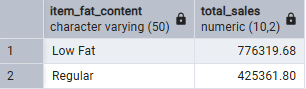 item_fat_content total_sales
character varying (50) numeric (10,2)
1 Low Fat 776319.68
2 Regular 425361.80